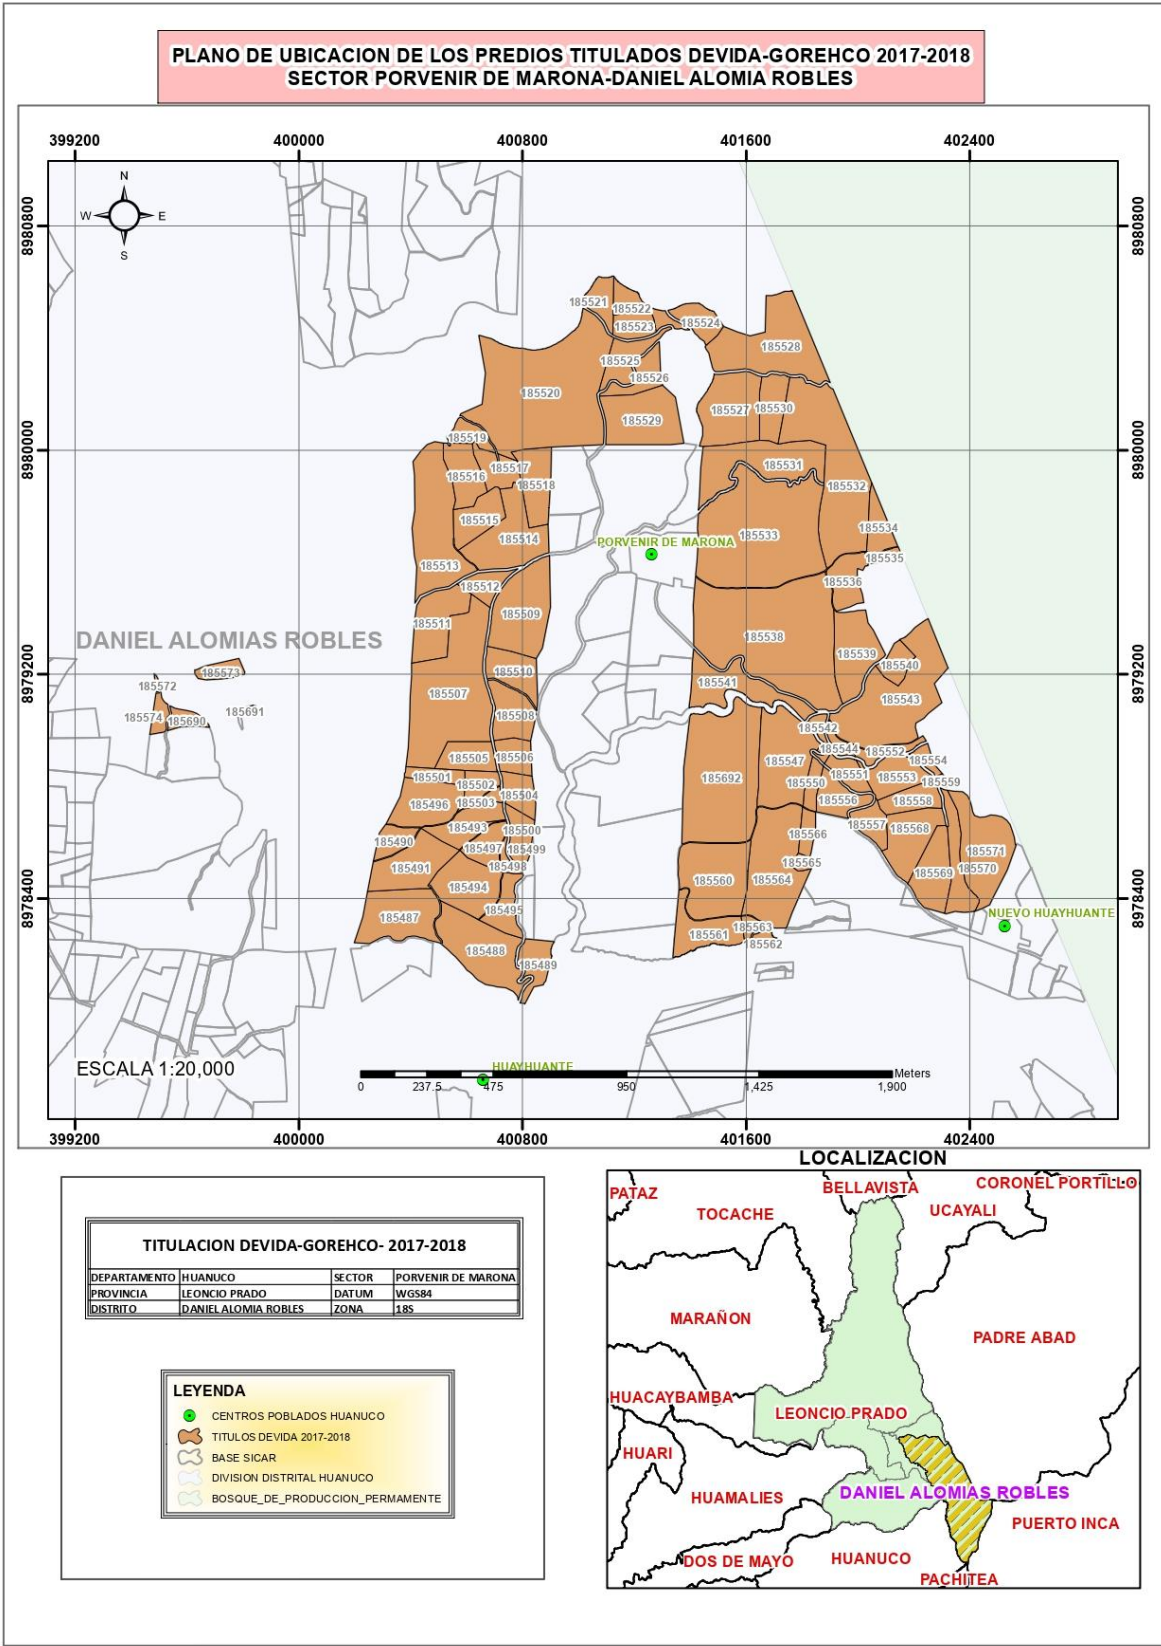 PLANO DE UBICACION DE LOS PREDIOS TITULADOS DEVIDA-GOREHCO 2017-2018
SECTOR PORVENIR DE MARONA-DANIEL ALOMIA ROBLES
399200 400000 400800 401600 402400
N
W E
S
8980800 8980800
185521
185522
185523
185524
185528
185525
185526
185520
185527 185530
185529
185519
8980000 8980000
185517
185531
185516
185518
185532
185515
185534
185514
185533
PORVENIR DE MARONA
185535
185513
185536
185512
185509
185511
185538
DANIEL ALOMIAS ROBLES
185539
185540
185573
185510
8979200 8979200
185572
185541
185507
185543
185691
185574
185690
185508
185542
185544
185552
185505 185506
185547
185554
185501
185551
185553
185692
185502
185550
185559
185504
185496 185503
185556
185558
185493
185500
185557
185568
185566
185490
185497 185499
185571
185565
185491
185498
185570
185569
185560
185564
185494
8978400 8978400
185495
185487
NUEVO HUAYHUANTE
185563
185561
185562
185488
185489
ESCALA 1:20,000
HUAYHUANTE
Meters
0 237.5 475 950 1,425 1,900
399200 400000 400800 401600 402400
LOCALIZACION
PATAZ
BELLAVISTA
CORONEL PORTILLO
TOCACHE
UCAYALI
MARAÑON
PADRE ABAD
HUACAYBAMBA
LEONCIO PRADO
HUARI
HUAMALIES
DANIEL ALOMIAS ROBLES
PUERTO INCA
DOS DE MAYO
HUANUCO
PACHITEA
TITULACION DEVIDA-GOREHCO- 2017-2018
DEPARTAMENTO HUANUCO SECTOR PORVENIR DE MARONA
PROVINCIA LEONCIO PRADO DATUM WGS84
DISTRITO DANIEL ALOMIA ROBLES ZONA 18S
LEYENDA
CENTROS POBLADOS HUANUCO
TITULOS DEVIDA 2017-2018
BASE SICAR
DIVISION DISTRITAL HUANUCO
BOSQUE_DE_PRODUCCION_PERMAMENTE